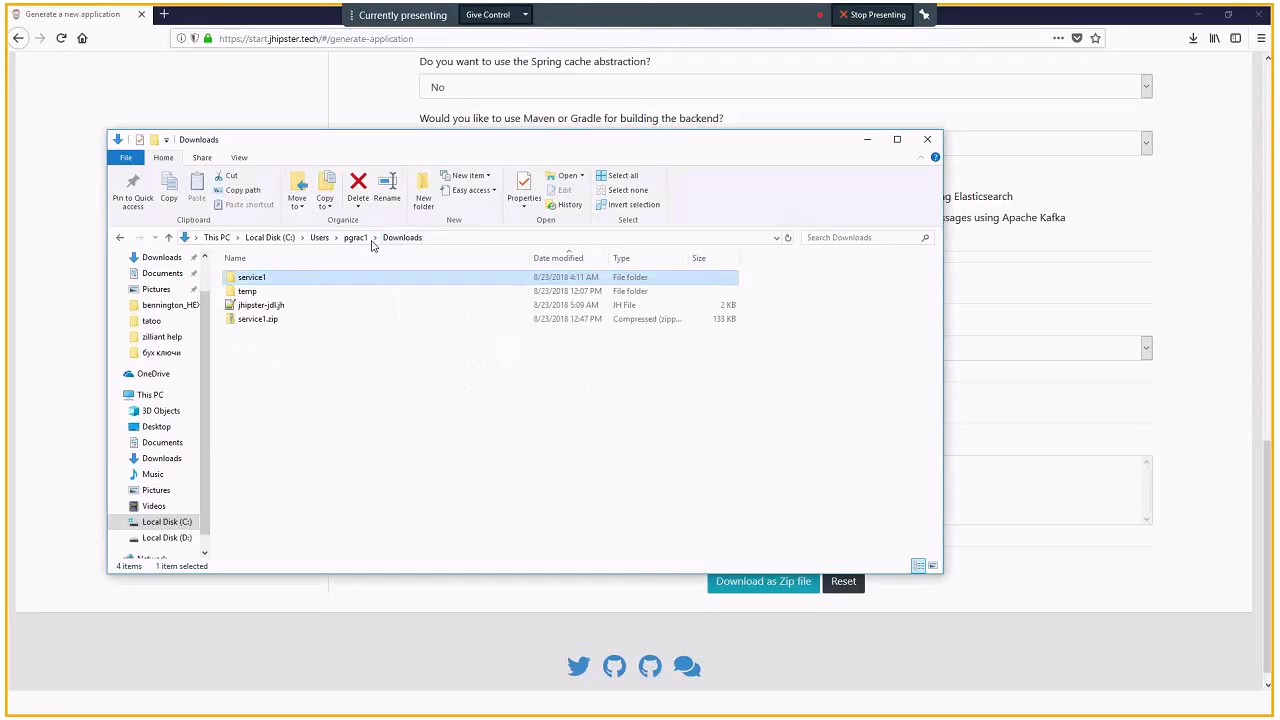 Generate a new application
Currently presenting
Give Control
Stop Presenting
https://start.jhipster.tech/#/generate-application
Do you want to use the Spring cache abstraction?
No
Would you like to use Maven or Gradle for building the backend?
Downloads
File
Home
Share
View
Pin to Quick access
Copy
Paste
Cut
Copy path
Paste shortcut
Clipboard
Move to
Copy to
Delete
Rename
Organize
New folder
New item
Easy access
New
Properties
Open
Edit
History
Open
Select all
Select none
Invert selection
Select
ng Elasticsearch
ssages using Apache Kafka
This PC
Local Disk (C:)
Users
pgrac1
Downloads
Search Downloads
Name
Date modified
Type
Size
service1 8/23/2018 4:11 AM File folder
temp 8/23/2018 12:07 PM File folder
jhipster-jdl.jh 8/23/2018 5:09 AM JH File 2 KB
service1.zip 8/23/2018 12:47 PM Compressed (zipp... 133 KB
Downloads
Documents
Pictures
bennington_HEX
tatoo
zilliant help
бух ключи
OneDrive
This PC
3D Objects
Desktop
Documents
Downloads
Music
Pictures
Videos
Local Disk (C:)
Local Disk (D:)
4 items
1 item selected
Download as Zip file
Reset